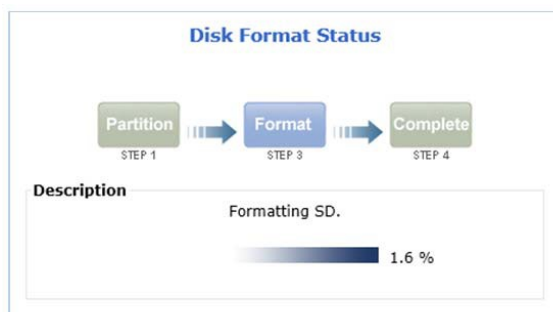 Disk Format Status
Partition Format Complete
STEP 1 STEP 3 STEP 4
Description
Formatting SD.
1.6 %